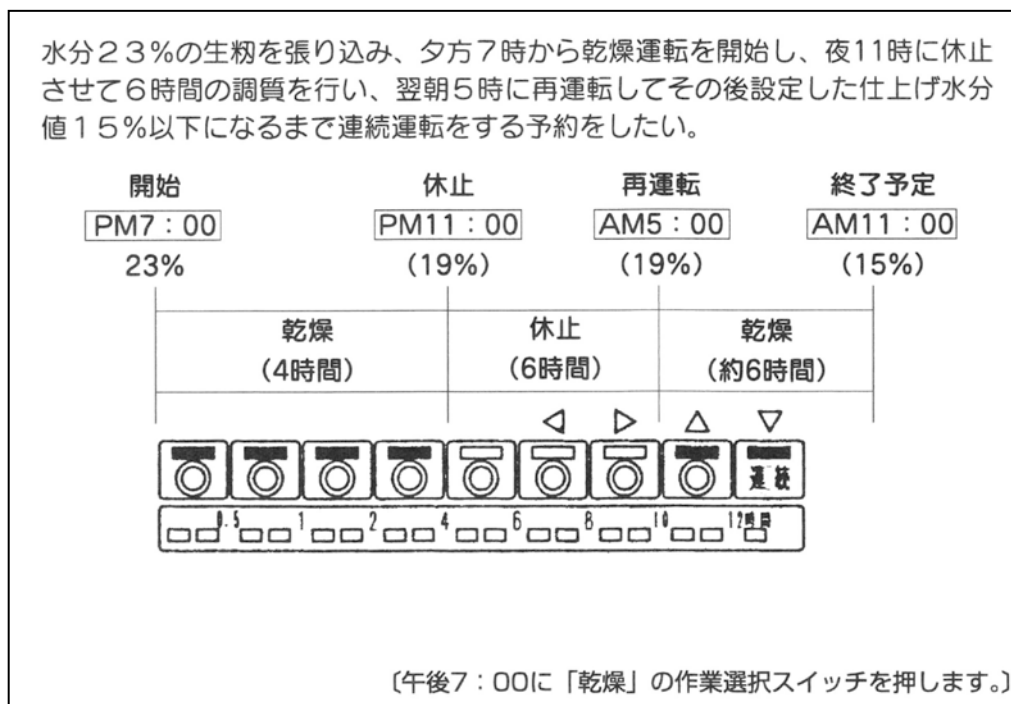 水分２３％の生籾を張り込み、夕方７時から乾燥運転を開始し、夜11時に休止
させて６時間の調質を行い、翌朝５時に再運転してその後設定した仕上げ水分
値１５％以下になるまで連続運転をする予約をしたい。
開始 休止 再運転 終了予定
PM7：00 PM11：00 AM5：00 AM11：00
23% (19%) (19%) (15%)
乾燥 休止 乾燥
(4時間) (6時間) (約6時間)
連続
0.5 1 2 4 6 8 10 12時間
〔午後7：00に「乾燥」の作業選択スイッチを押します。〕